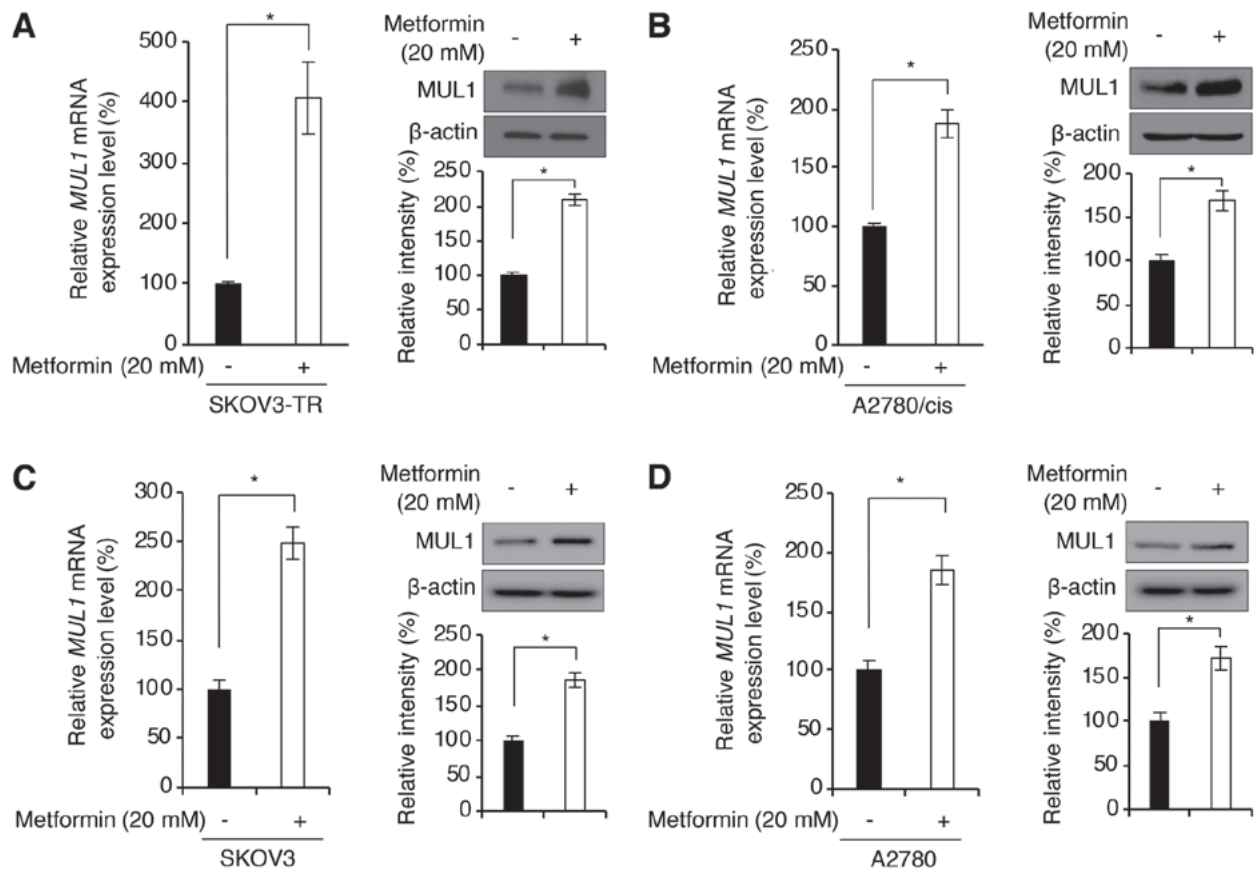 A
Relative MUL1 mRNA
expression level (%)
500
400
300
200
100
0
*
Metformin (20 mM)
-
+
SKOV3-TR
Metformin
(20 mM)
-
+
MUL1
β-actin
Relative intensity (%)
250
200
150
100
50
0
*
B
Relative MUL1 mRNA
expression level (%)
250
200
150
100
50
0
*
Metformin (20 mM)
-
+
A2780/cis
Metformin
(20 mM)
-
+
MUL1
β-actin
Relative intensity (%)
200
150
100
50
0
*
C
Relative MUL1 mRNA
expression level (%)
300
250
200
150
100
50
0
*
Metformin (20 mM)
-
+
SKOV3
Metformin
(20 mM)
-
+
MUL1
β-actin
Relative intensity (%)
250
200
150
100
50
0
*
D
Relative MUL1 mRNA
expression level (%)
250
200
150
100
50
0
*
Metformin (20 mM)
-
+
A2780
Metformin
(20 mM)
-
+
MUL1
β-actin
Relative intensity (%)
200
150
100
50
0
*